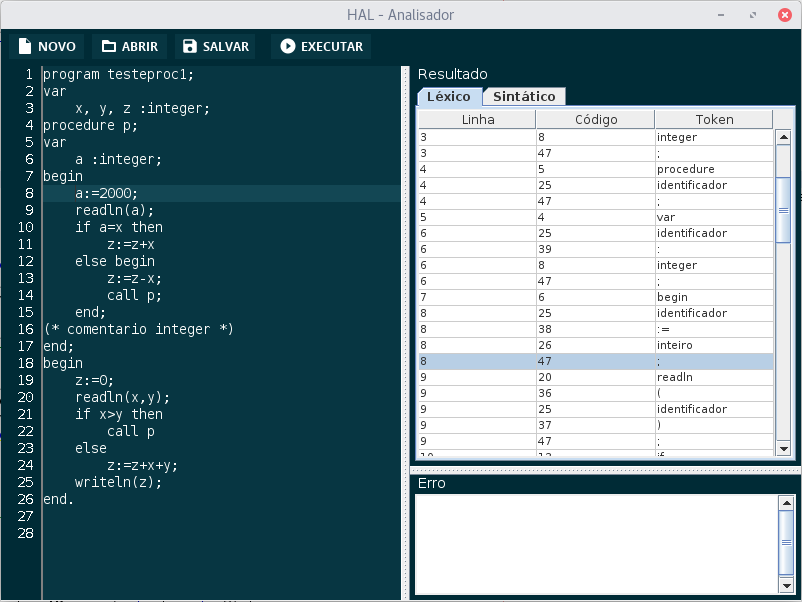 HAL - Analisador
NOVO ABRIR SALVAR EXECUTAR
1 program testeproc1;
2 var
3 x, y, z :integer;
4 procedure p;
5 var
6 a :integer;
7 begin
8 a:=2000;
9 readln(a);
10 if a=x then
11 z:=z+x
12 else begin
13 z:=z-x;
14 call p;
15 end;
16 (* comentario integer *)
17 end;
18 begin
19 z:=0;
20 readln(x,y);
21 if x>y then
22 call p
23 else
24 z:=z+x+y;
25 writeln(z);
26 end.
27
28
Resultado
Léxico Sintático
Linha Código Token
3 8 integer
3 47 ;
4 5 procedure
4 25 identificador
4 47 ;
5 4 var
6 25 identificador
6 39 :
6 8 integer
6 47 ;
7 6 begin
8 25 identificador
8 38 :=
8 26 inteiro
8 47 ;
9 20 readln
9 36 (
9 25 identificador
9 37 )
9 47 ;
Erro